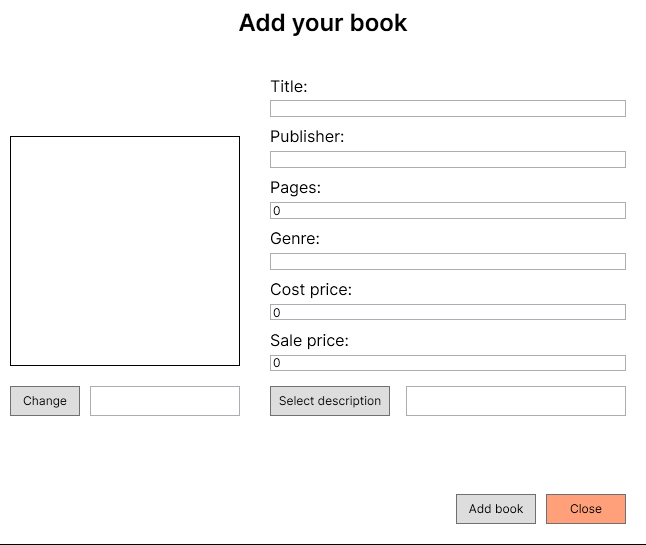 Add your book
Title:
Publisher:
Pages:
0
Genre:
Cost price:
0
Sale price:
0
Change
Select description
Add book
Close